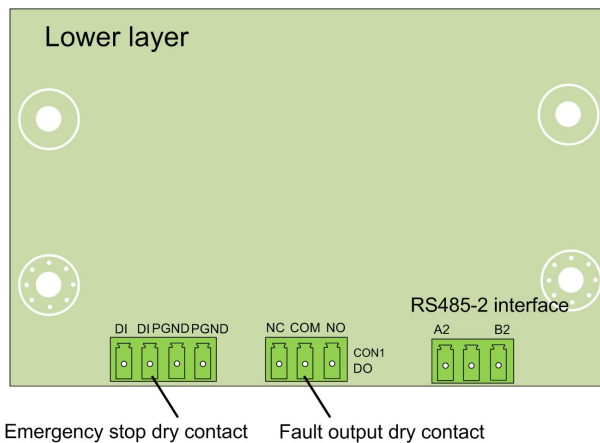 Lower layer
RS485-2 interface
DI DI PGND PGND
NC COM NO
A2 B2
CON1
DO
Emergency stop dry contact
Fault output dry contact